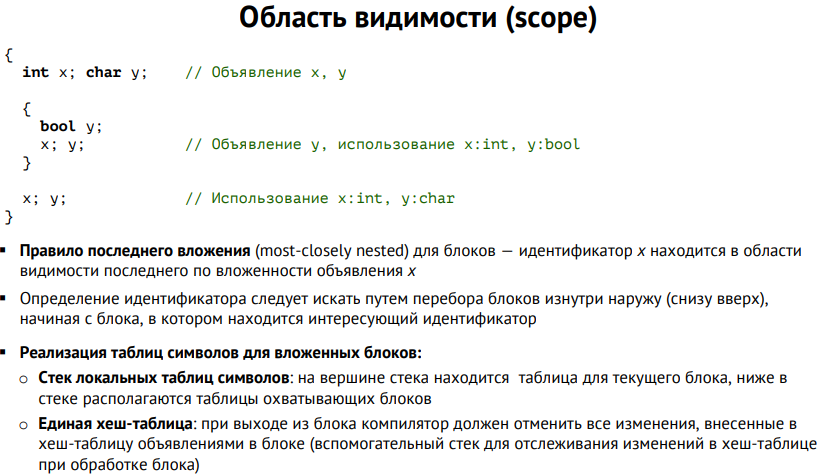 Область видимости (scope)
{
int x; char y; // Объявление x, y
{
bool y;
x; y; // Объявление y, использование x:int, y:bool
}
x; y; // Использование x:int, y:char
}
▪ Правило последнего вложения (most-closely nested) для блоков — идентификатор x находится в области
видимости последнего по вложенности объявления x
▪ Определение идентификатора следует искать путем перебора блоков изнутри наружу (снизу вверх),
начиная с блока, в котором находится интересующий идентификатор
▪ Реализация таблиц символов для вложенных блоков:
o Стек локальных таблиц символов: на вершине стека находится таблица для текущего блока, ниже в
стеке располагаются таблицы охватывающих блоков
o Единая хеш-таблица: при выходе из блока компилятор должен отменить все изменения, внесенные в
хеш-таблицу объявлениями в блоке (вспомогательный стек для отслеживания изменений в хеш-таблице
при обработке блока)